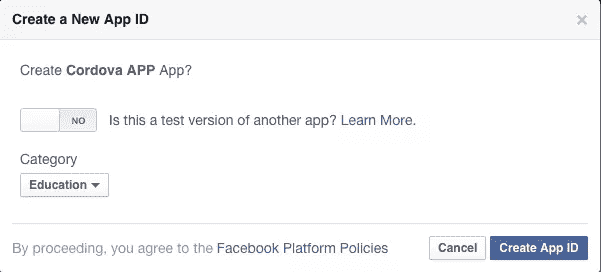 Create a New App ID
×
Create Cordova APP App?
NO Is this a test version of another app? Learn More.
Category
Education
By proceeding, you agree to the Facebook Platform Policies Cancel Create App ID